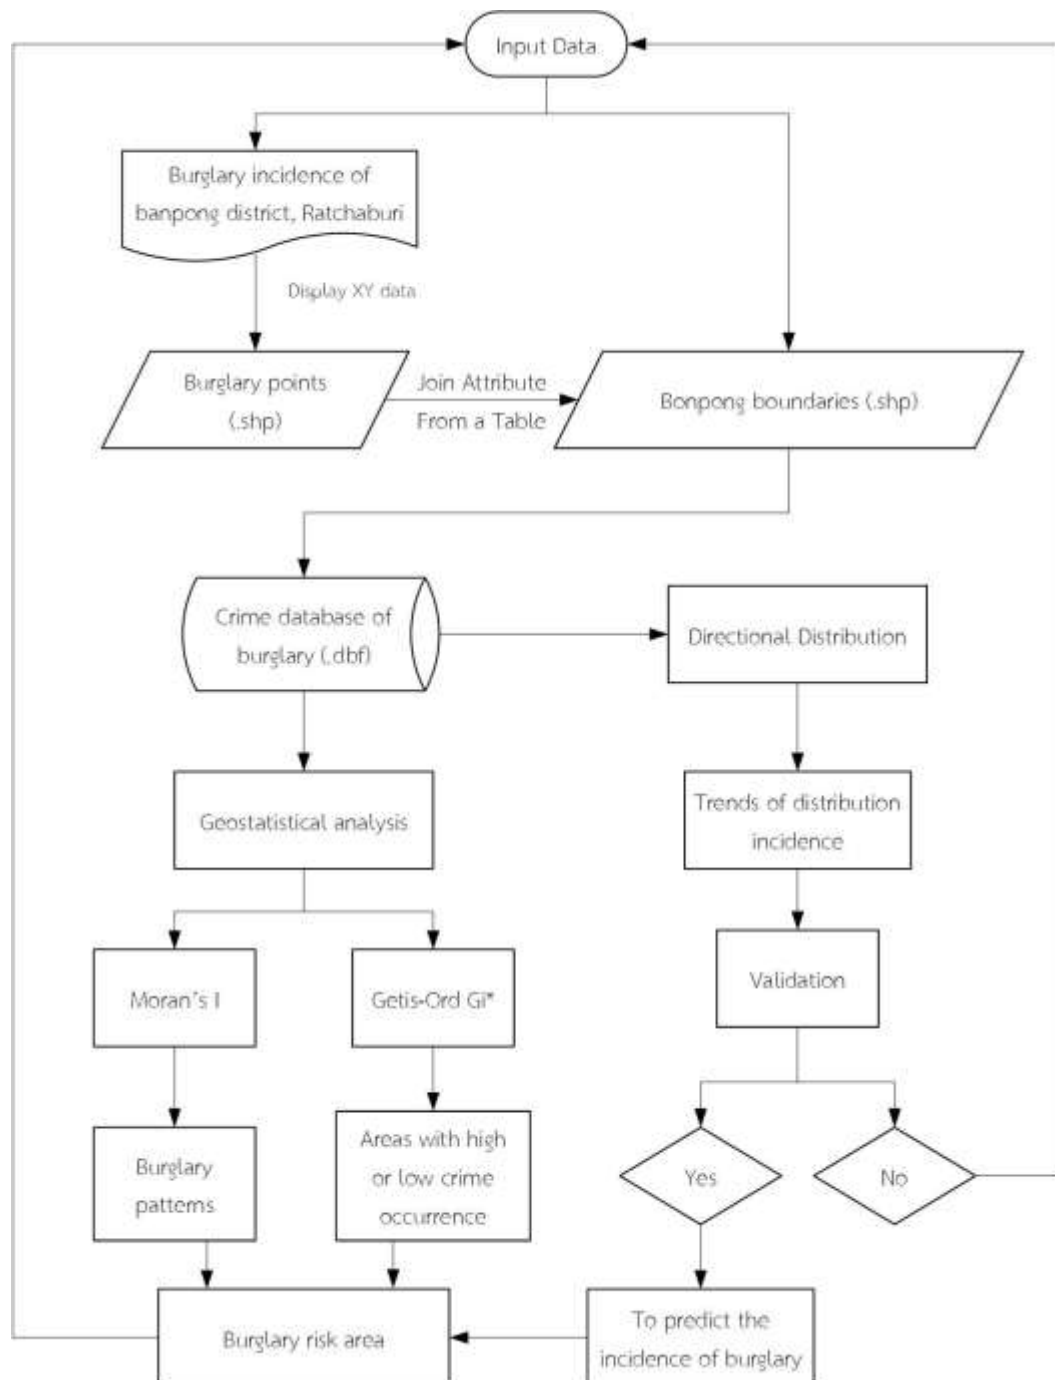 Input Data
Burglary incidence of
banpong district, Ratchaburi
Display XY data
Burglary points
(.shp)
Join Attribute
From a Table
Bonpong boundaries (.shp)
Crime database of
burglary (.dbf)
Directional Distribution
Geostatistical analysis
Trends of distribution
incidence
Moran's I
Getis-Ord Gi*
Validation
Burglary
patterns
Areas with high
or low crime
occurrence
Yes
No
Burglary risk area
To predict the
incidence of burglary